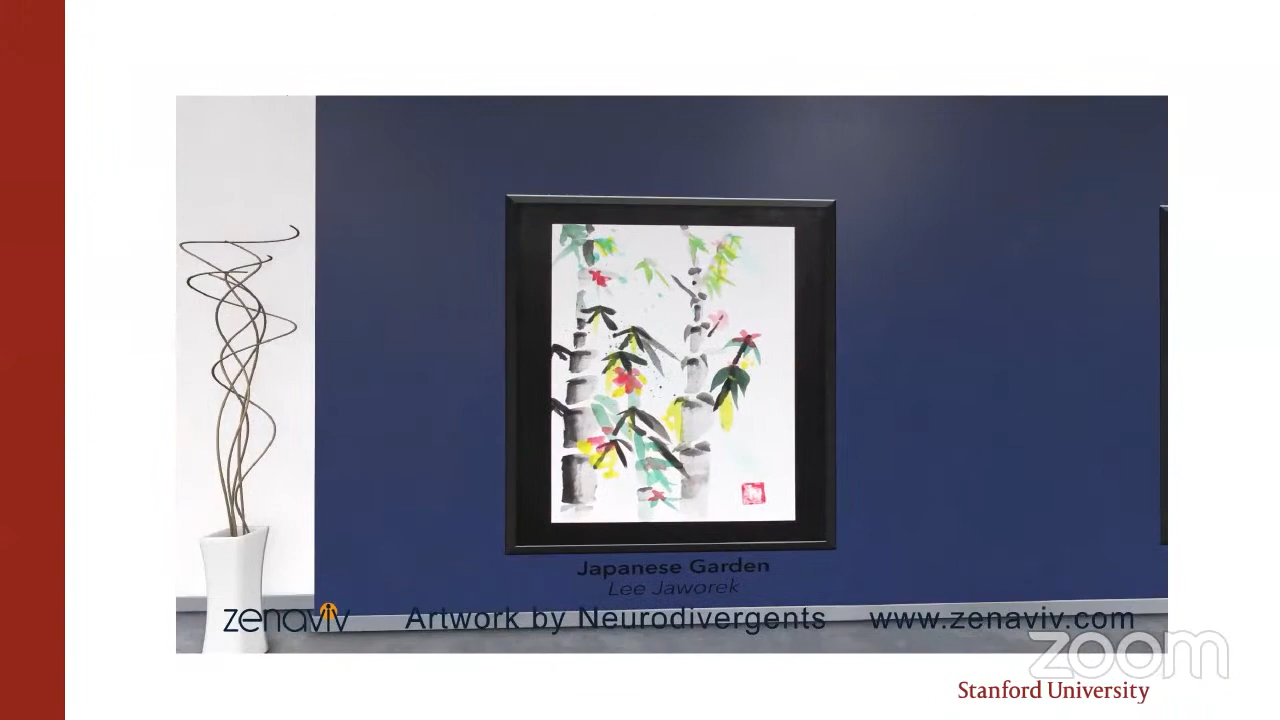 Japanese Garden
Lee Jaworek
zenaviv Artwork by Neurodivergents www.zenaviv.com
zoom
Stanford University